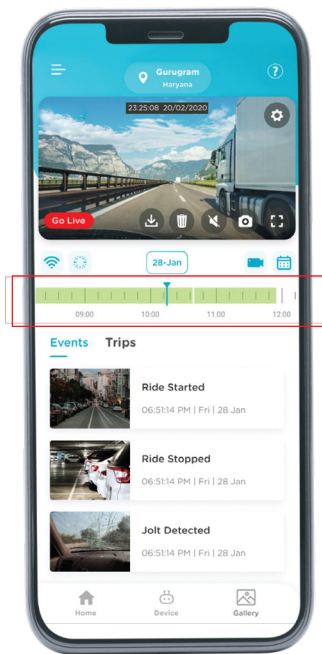 Gurugram
Haryana
?
23:25:08 20/02/2020
Go Live
28-Jan
09:00 10:00 11:00 12:00
Events Trips
Ride Started
06:51:14 PM | Fri | 28 Jan
Ride Stopped
06:51:14 PM | Fri | 28 Jan
Jolt Detected
06:51:14 PM | Fri | 28 Jan
Home Device Gallery